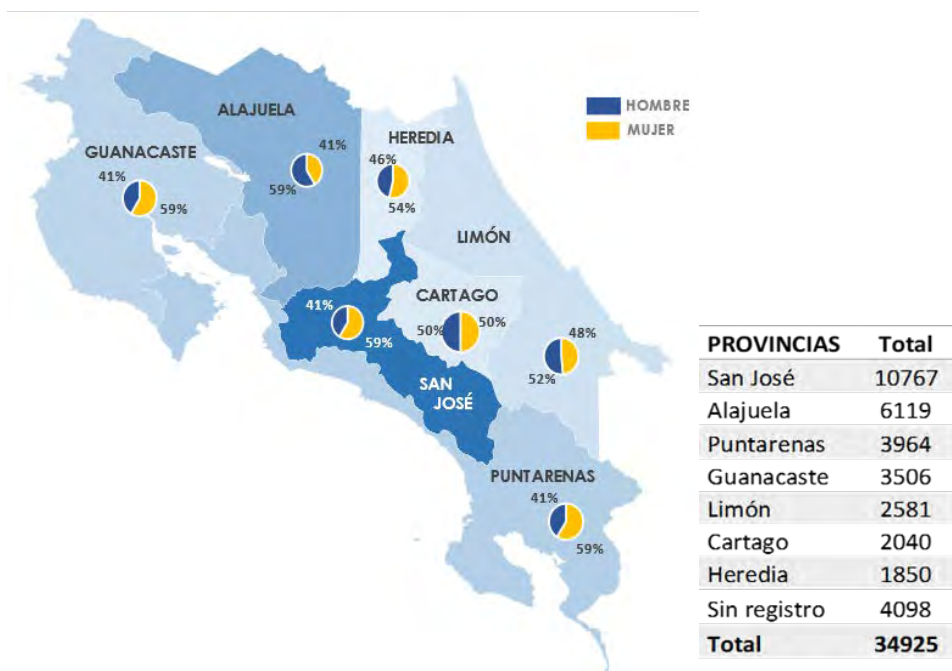 ALAJUELA
41%
59%
GUANACASTE
41%
59%
HEREDIA
46%
54%
HOMBRE
MUJER
LIMÓN
48%
52%
CARTAGO
50%
50%
41%
59%
SAN
JOSÉ
PUNTARENAS
41%
59%
PROVINCIAS Total
San José 10767
Alajuela 6119
Puntarenas 3964
Guanacaste 3506
Limón 2581
Cartago 2040
Heredia 1850
Sin registro 4098
Total 34925